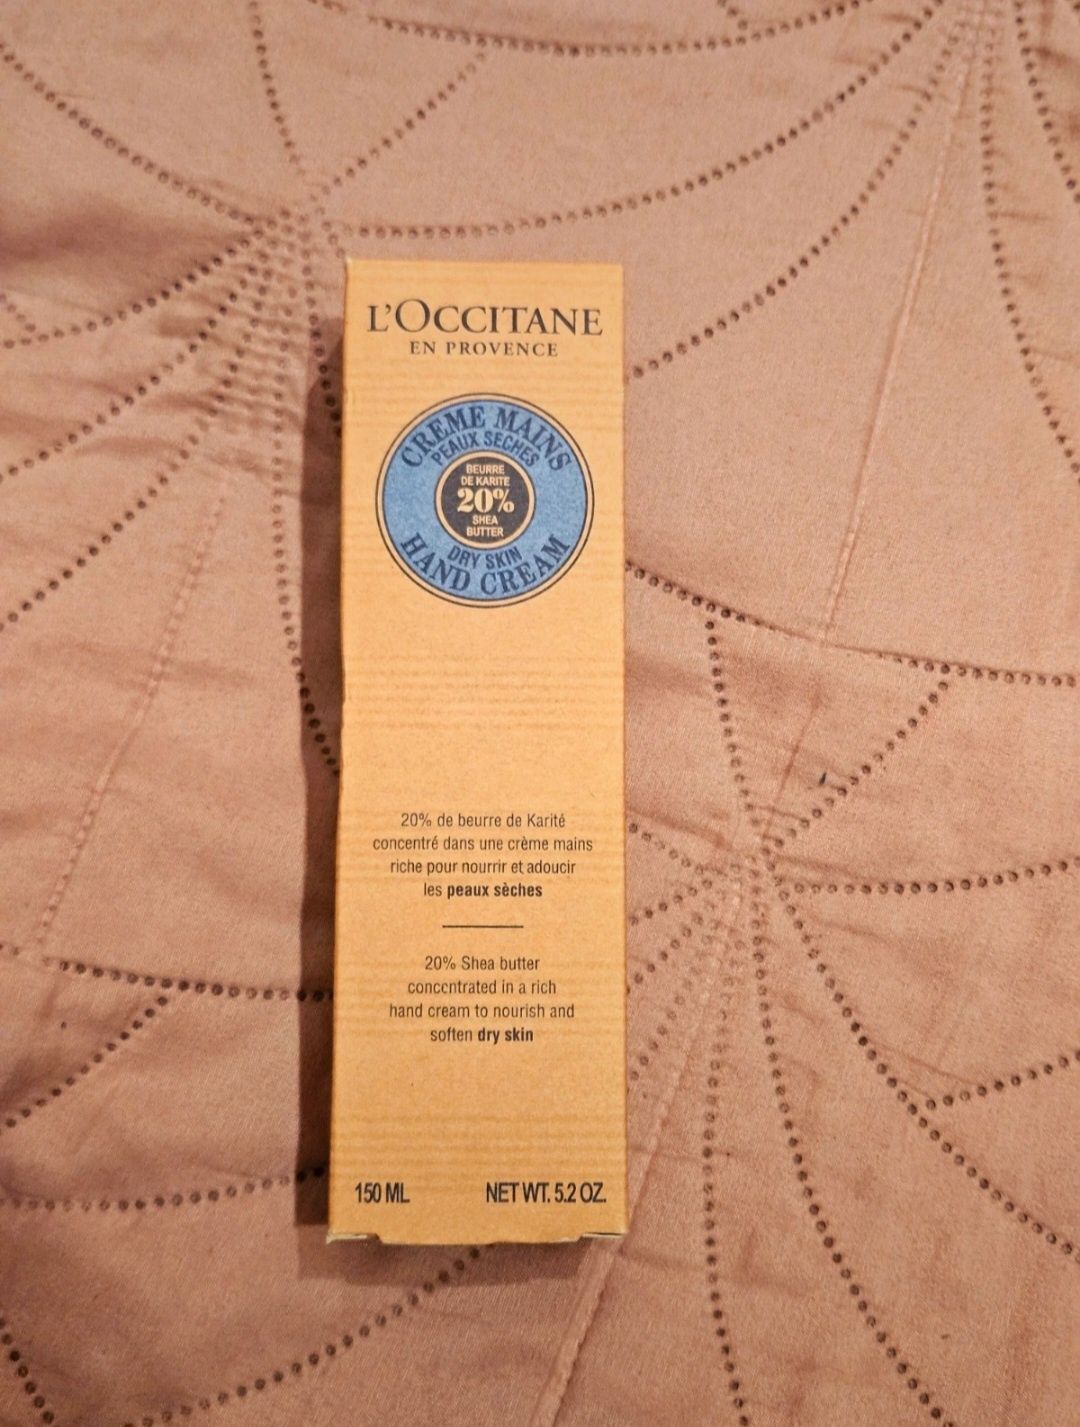 L'OCCITANE
EN PROVENCE
CREME MAINS
PEAUX SECHES
BEURRE
DE KARITE
20%
SHEA
BUTTER
DRY SKIN
HAND CREAM
20% de beurre de Karité
concentré dans une crème mains
riche pour nourrir et adoucir
les peaux sèches
20% Shea butter
concentrated in a rich
hand cream to nourish and
soften dry skin
150 ML NET WT. 5.2 OZ.